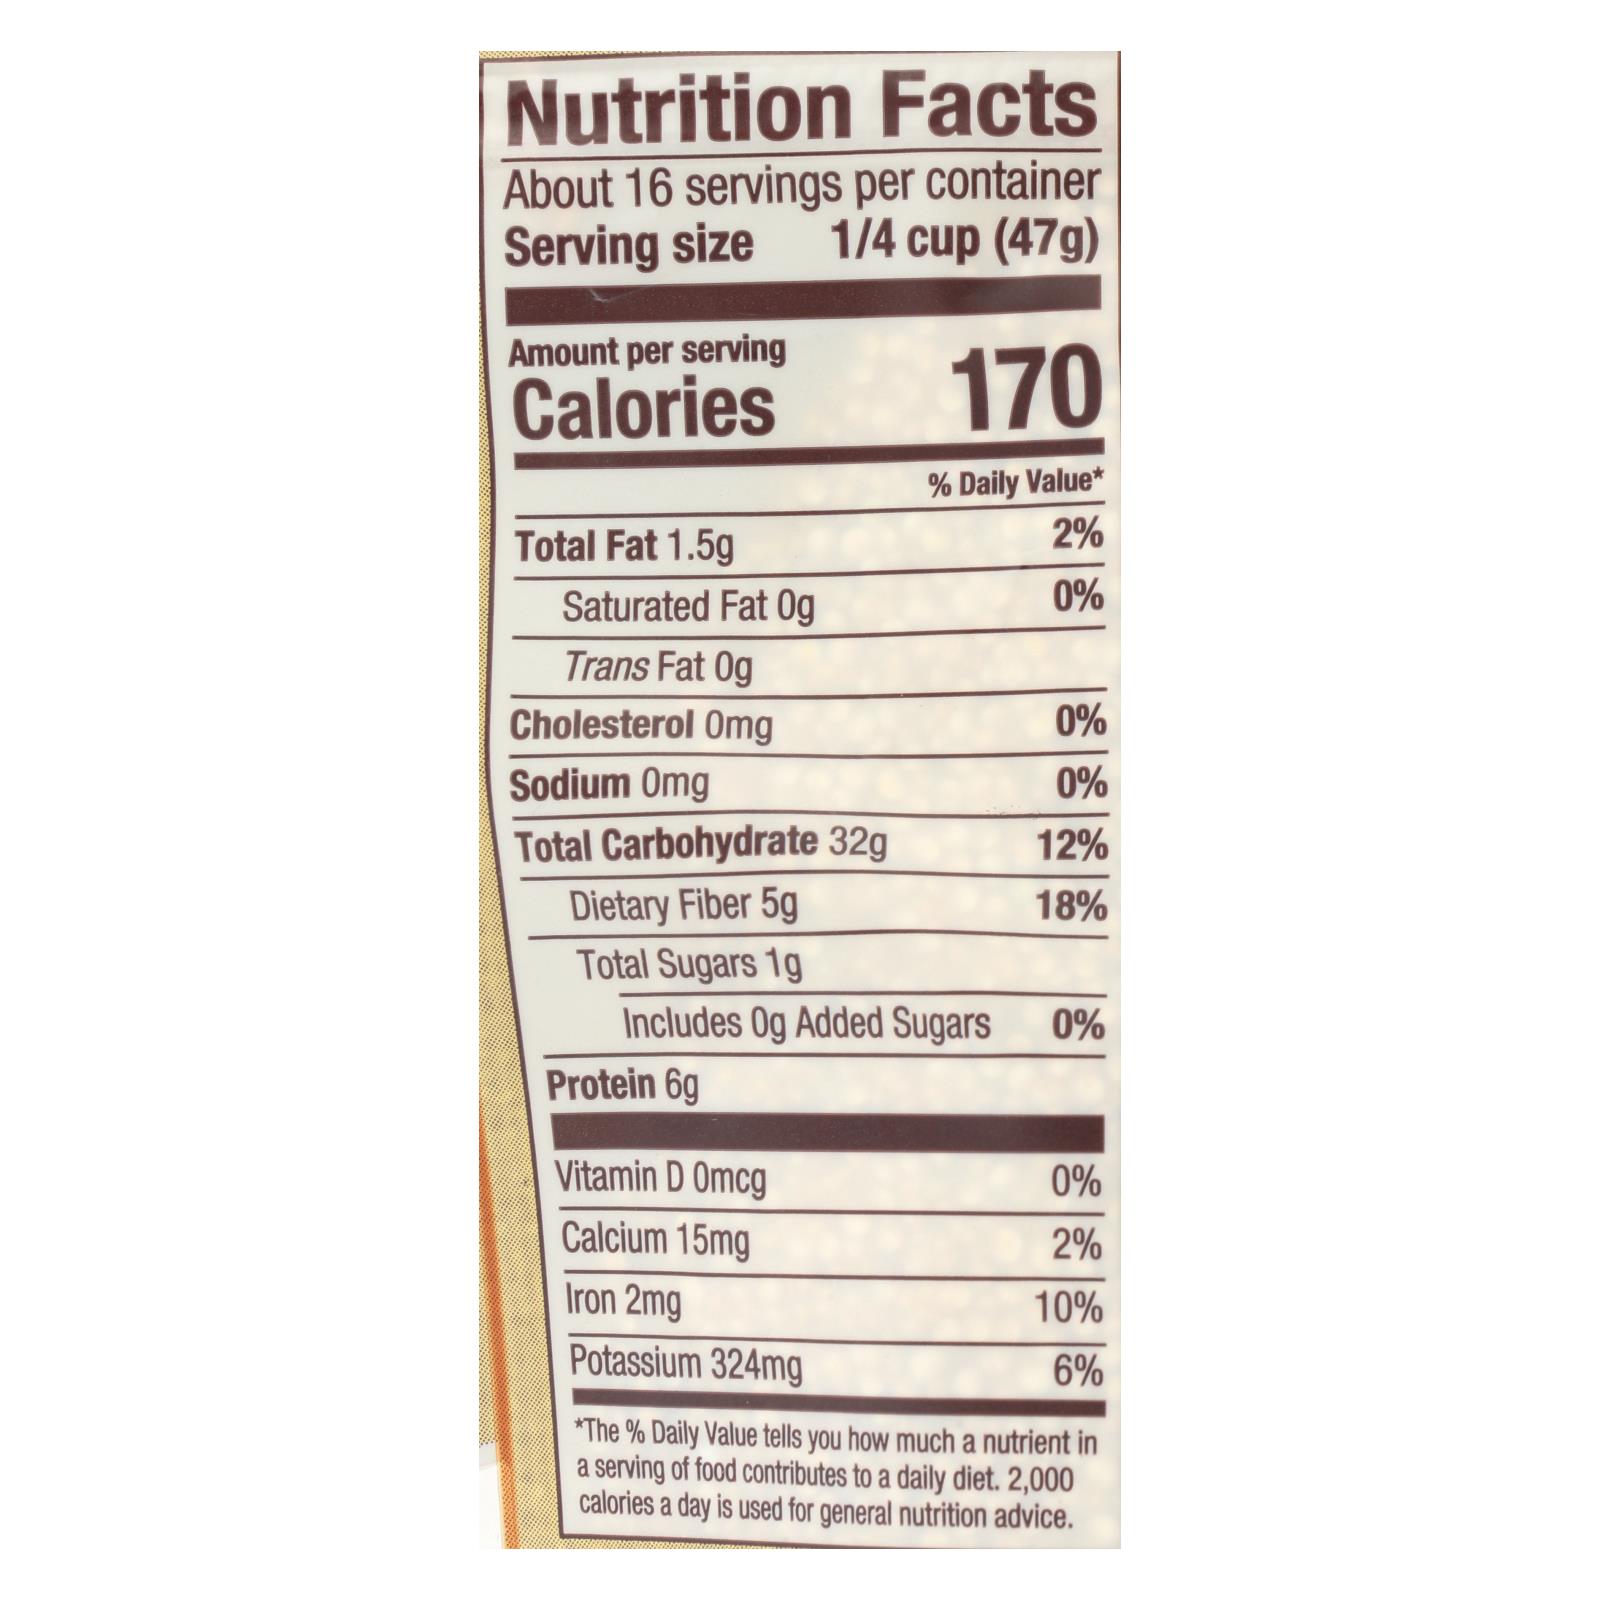 Nutrition Facts
About 16 servings per container
Serving size 1/4 cup (47g)
Amount per serving
Calories 170
% Daily Value*
Total Fat 1.5g 2%
Saturated Fat 0g 0%
Trans Fat 0g
Cholesterol 0mg 0%
Sodium 0mg 0%
Total Carbohydrate 32g 12%
Dietary Fiber 5g 18%
Total Sugars 1g
Includes 0g Added Sugars 0%
Protein 6g
Vitamin D 0mcg 0%
Calcium 15mg 2%
Iron 2mg 10%
Potassium 324mg 6%
*The % Daily Value tells you how much a nutrient in
a serving of food contributes to a daily diet. 2,000
calories a day is used for general nutrition advice.